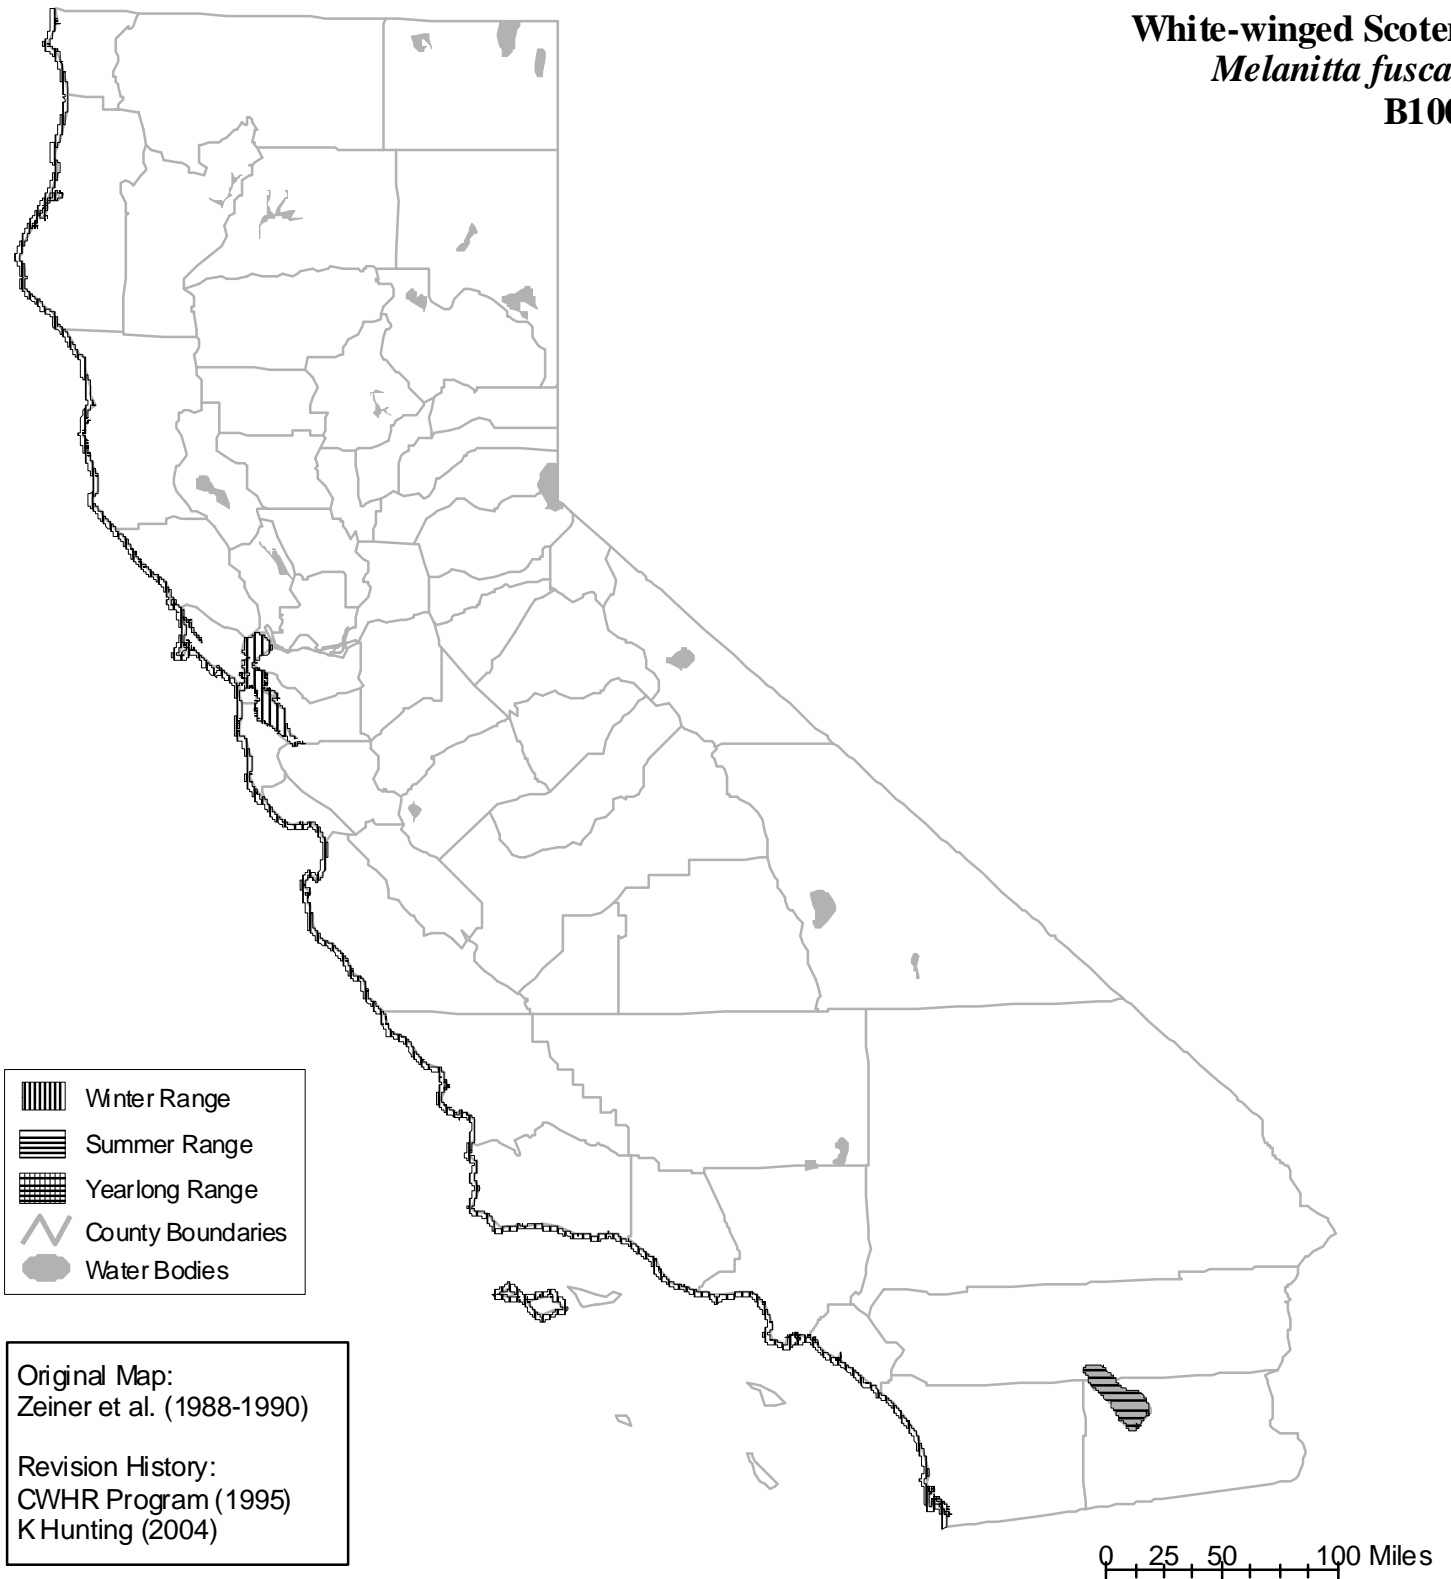 White-winged Scoter
Melanitta fusca
B100
Winter Range
Summer Range
Yearlong Range
County Boundaries
Water Bodies
Original Map:
Zeiner et al. (1988-1990)
Revision History:
CWHR Program (1995)
K Hunting (2004)
0 25 50 100 Miles